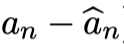 $a_n - \widehat{a}_n$